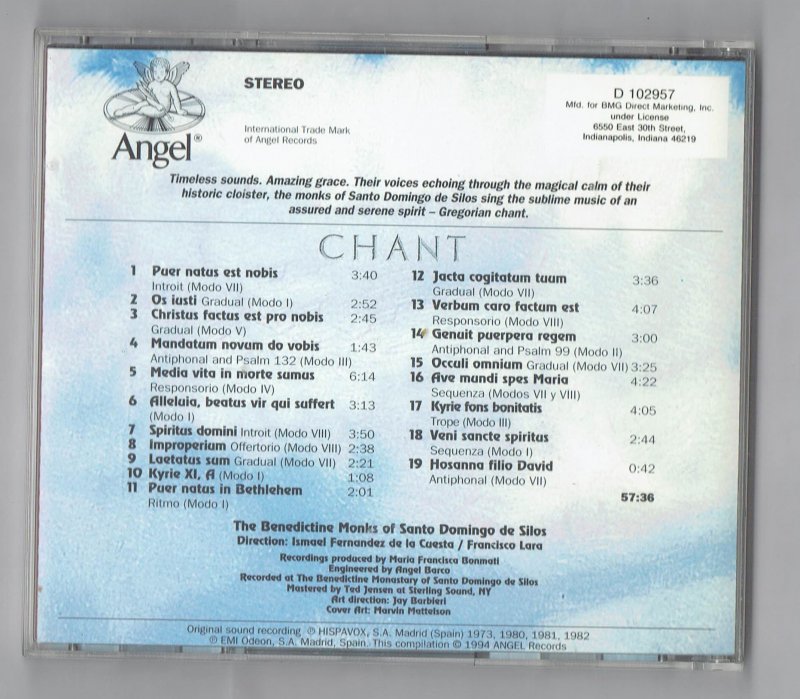 Angel®
STEREO
International Trade Mark
of Angel Records
D 102957
Mfd. for BMG Direct Marketing, Inc.
under License
6550 East 30th Street,
Indianapolis, Indiana 46219
Timeless sounds. Amazing grace. Their voices echoing through the magical calm of their
historic cloister, the monks of Santo Domingo de Silos sing the sublime music of an
assured and serene spirit – Gregorian chant.
CHANT
1 Puer natus est nobis 3:40
Introit (Modo VII)
2 Os iusti Gradual (Modo I) 2:52
3 Christus factus est pro nobis 2:45
Gradual (Modo V)
4 Mandatum novum do vobis 1:43
Antiphonal and Psalm 132 (Modo III)
5 Media vita in morte sumus 6:14
Responsorio (Modo IV)
6 Alleluia, beatus vir qui suffert 3:13
(Modo I)
7 Spiritus domini Introit (Modo VIII) 3:50
8 Improperium Offertorio (Modo VIII) 2:38
9 Laetatus sum Gradual (Modo VII) 2:21
10 Kyrie XI, A (Modo I) 1:08
11 Puer natus in Bethlehem 2:01
Ritmo (Modo I)
12 Jacta cogitatum tuum 3:36
Gradual (Modo VII)
13 Verbum caro factum est 4:07
Responsorio (Modo VIII)
14 Genuit puerpera regem 3:00
Antiphonal and Psalm 99 (Modo II)
15 Occuli omnium Gradual (Modo VII) 3:25
16 Ave mundi spes Maria 4:22
Sequenza (Modos VII y VIII)
17 Kyrie fons bonitatis 4:05
Trope (Modo III)
18 Veni sancte spiritus 2:44
Sequenza (Modo I)
19 Hosanna filio David 0:42
Antiphonal (Modo VII)
57:36
The Benedictine Monks of Santo Domingo de Silos
Direction: Ismael Fernandez de la Cuesta / Francisco Lara
Recordings produced by Maria Francisca Bonmati
Engineered by Angel Barco
Recorded at The Benedictine Monastary of Santo Domingo de Silos
Mastered by Ted Jensen at Sterling Sound, NY
Art direction: Jay Barbieri
Cover Art: Marvin Mattelson
Original sound recording ℗ HISPAVOX, S.A. Madrid (Spain) 1973, 1980, 1981, 1982
℗ EMI Odeon, S.A. Madrid, Spain. This compilation © 1994 ANGEL Records